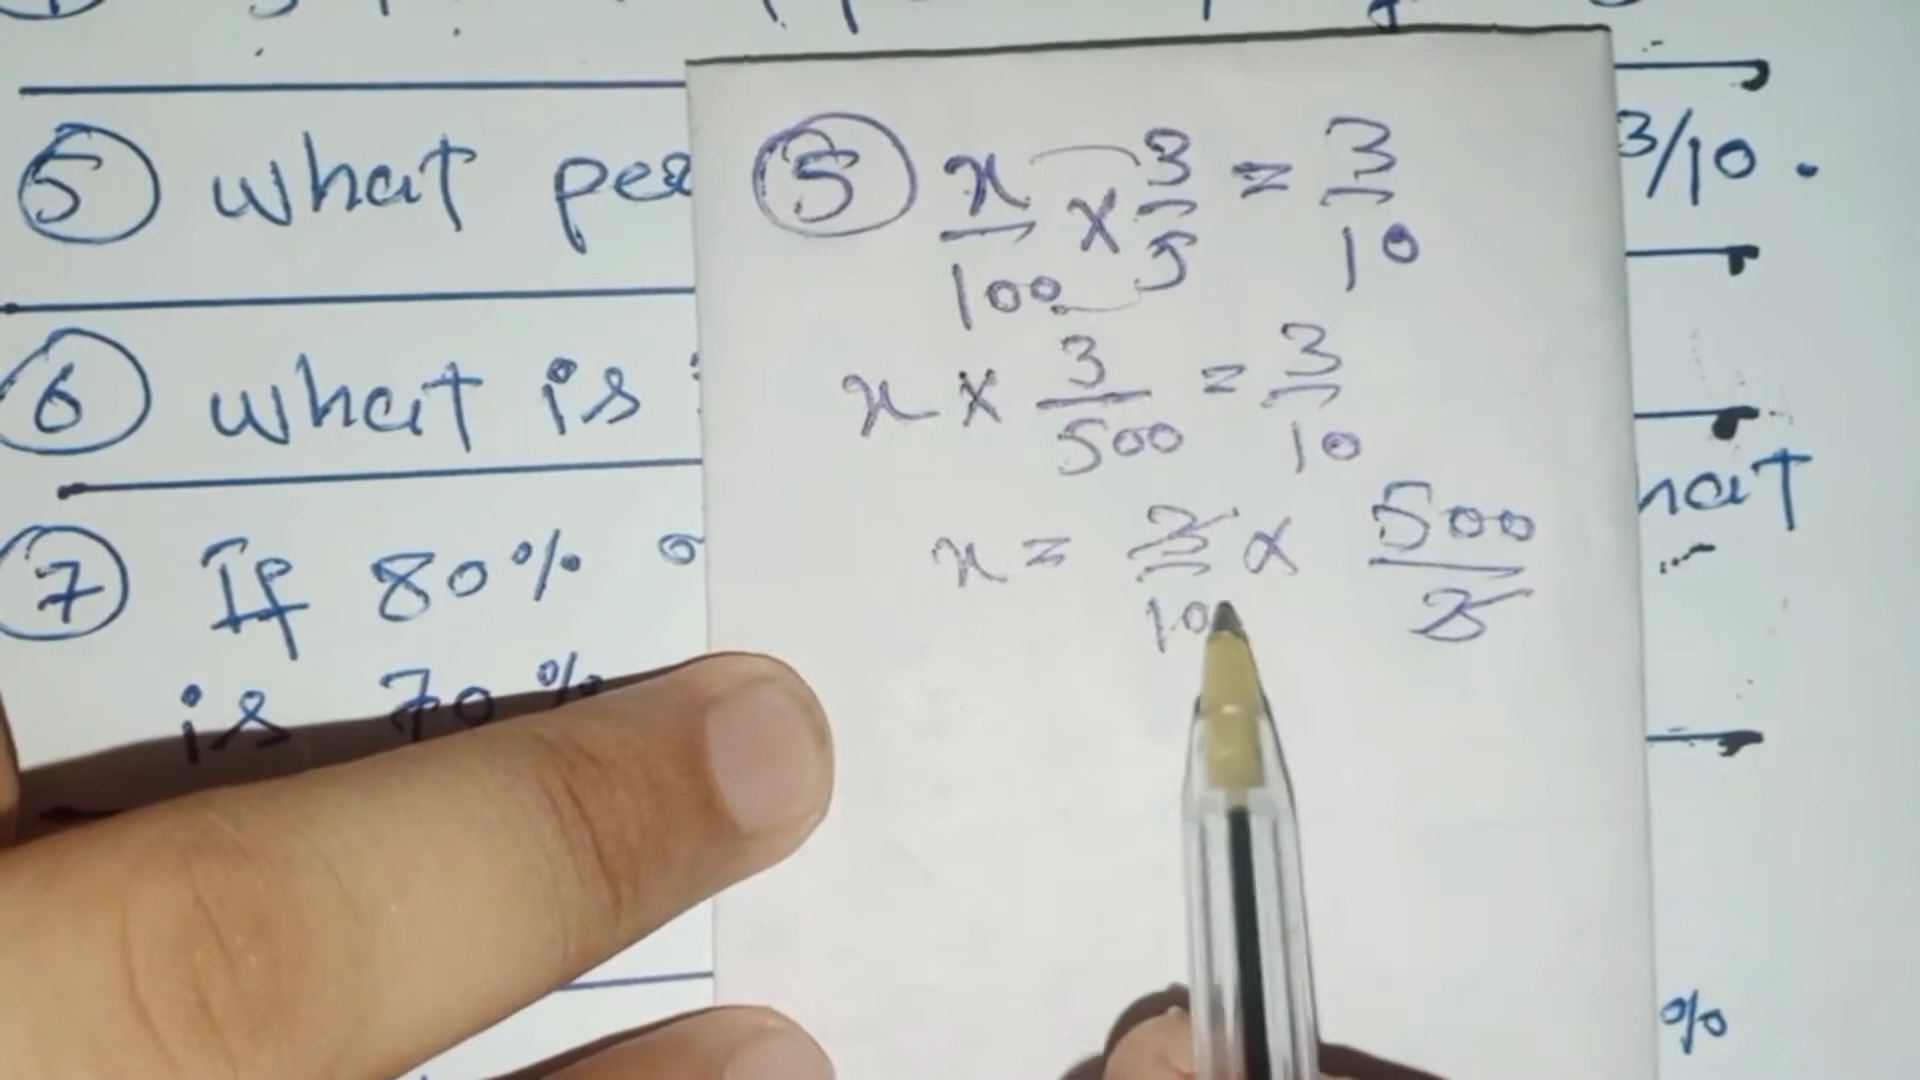 ⑤ what per
3/10.
⑥ what is
hat
⑦ If 80% o
is 70%
%
⑤ x/100 × 3/5 = 3/10
x × 3/500 = 3/10
x = 3/10 × 500/3